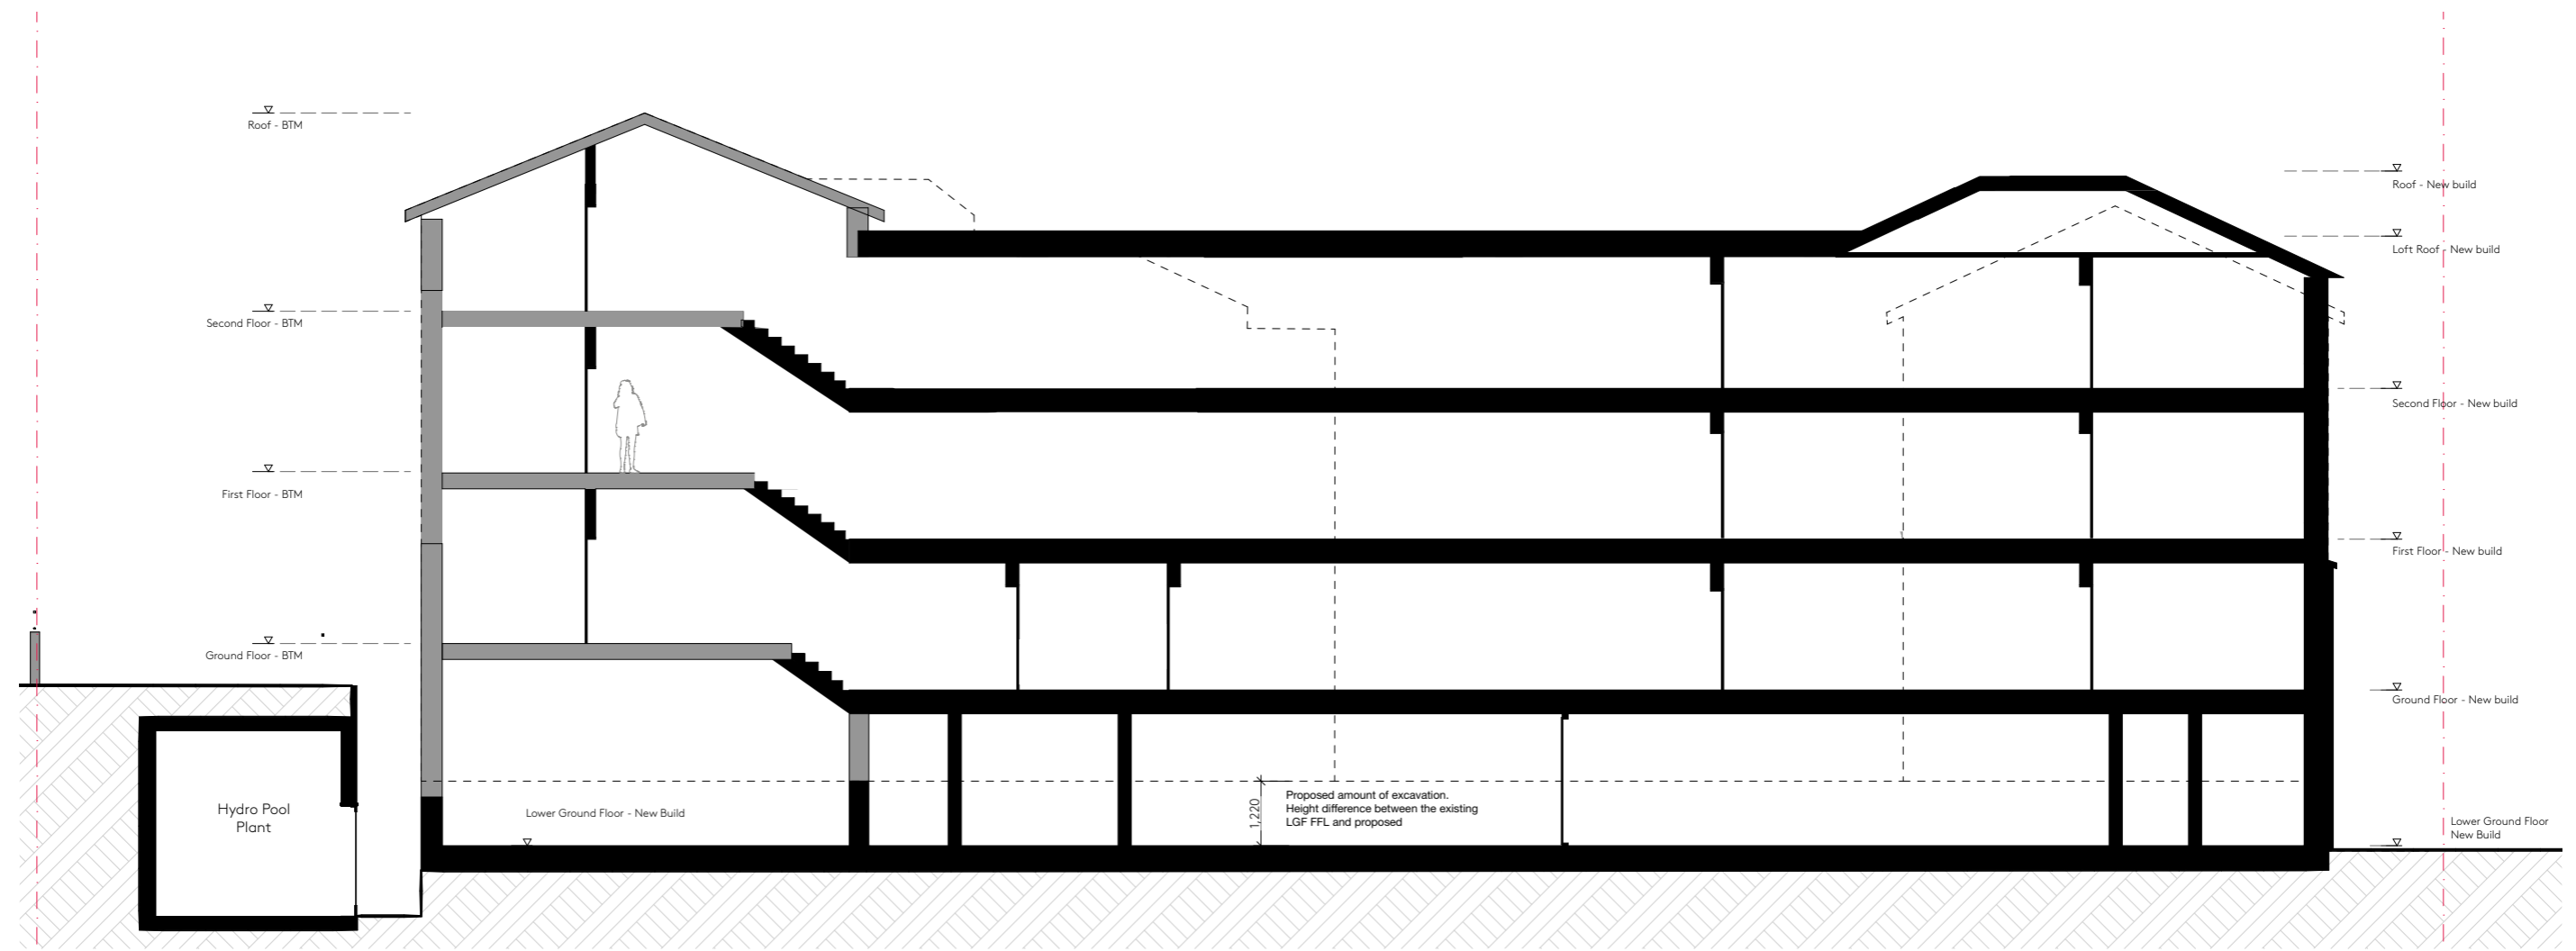 Roof - BTM
Roof - New build
Loft Roof - New build
Second Floor - BTM
Second Floor - New build
First Floor - BTM
First Floor - New build
Ground Floor - BTM
Ground Floor - New build
Hydro Pool
Plant
Lower Ground Floor - New Build
1,220
Proposed amount of excavation.
Height difference between the existing
LGF FFL and proposed
Lower Ground Floor
New Build